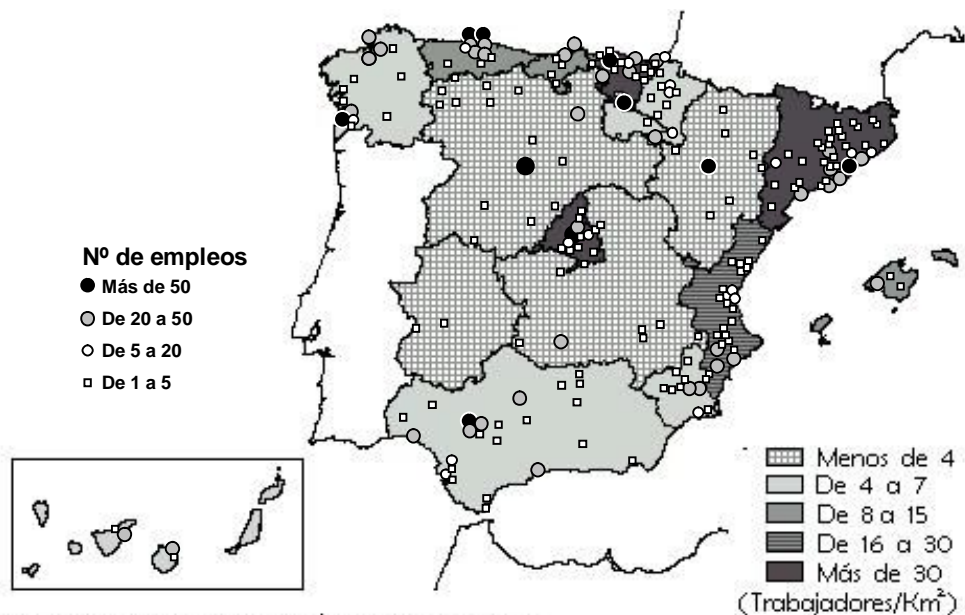 Nº de empleos
Más de 50
De 20 a 50
De 5 a 20
De 1 a 5
Menos de 4
De 4 a 7
De 8 a 15
De 16 a 30
Más de 30
(Trabajadores/Km²)